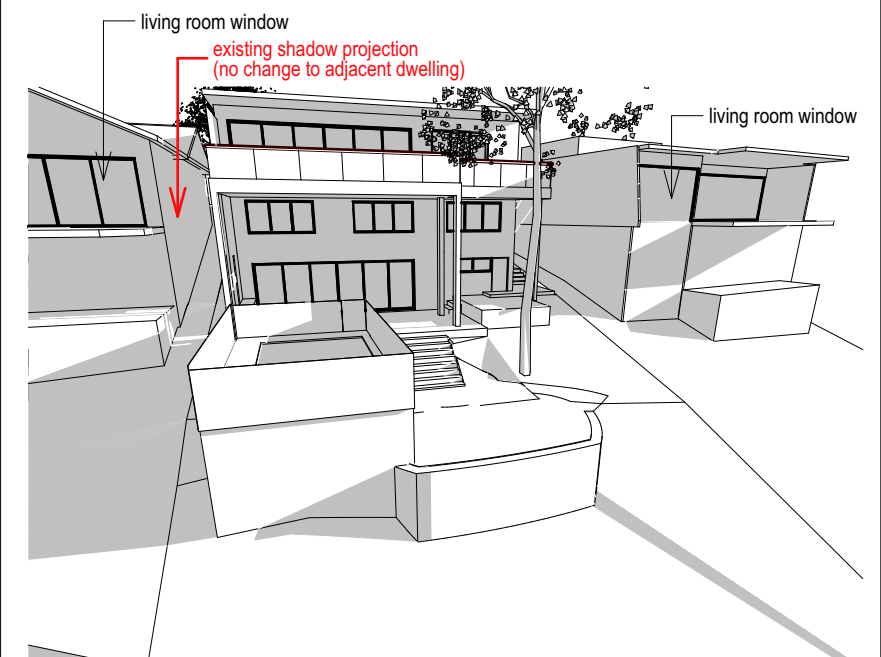 living room window
existing shadow projection
(no change to adjacent dwelling)
living room window